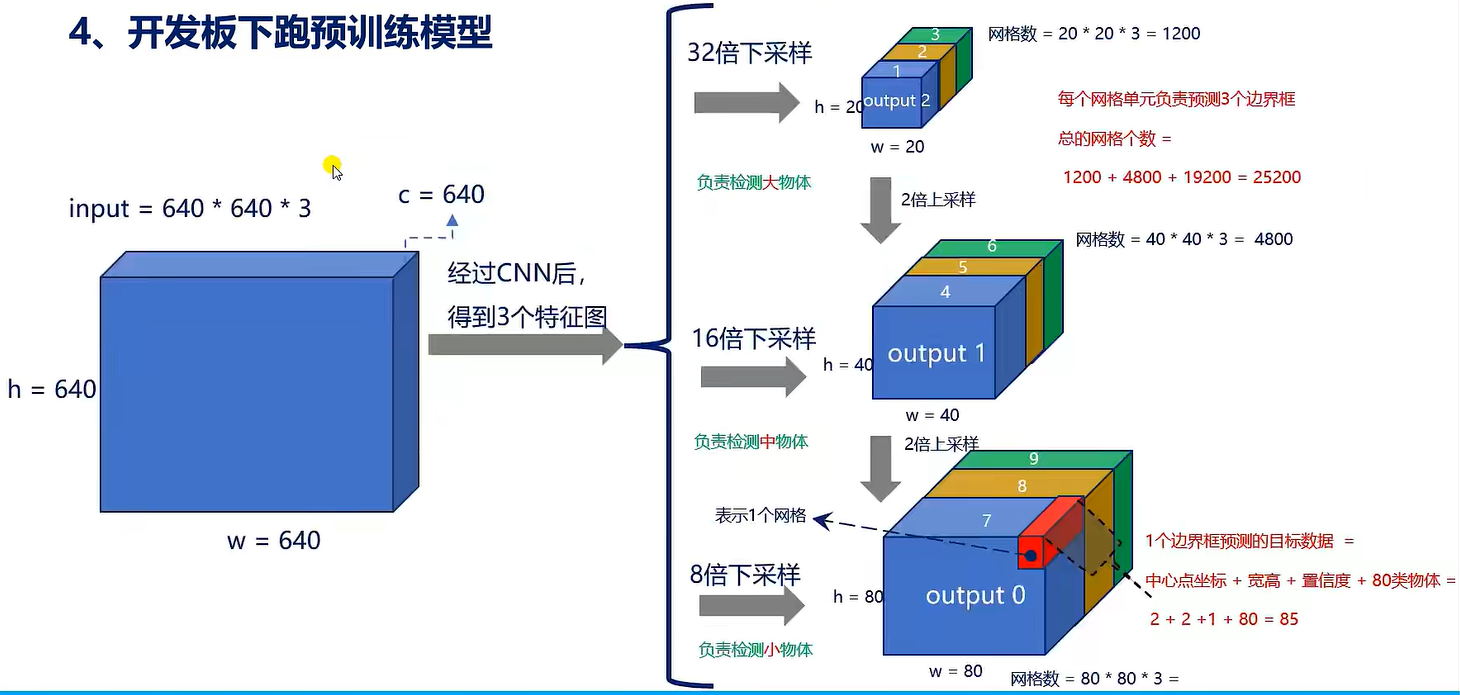 4、开发板下跑预训练模型
input = 640 * 640 * 3
c = 640
h = 640
w = 640
经过CNN后，
得到3个特征图
32倍下采样
h = 20
3
2
1
output 2
w = 20
网格数 = 20 * 20 * 3 = 1200
负责检测大物体
每个网格单元负责预测3个边界框
总的网格个数 =
1200 + 4800 + 19200 = 25200
2倍上采样
网格数 = 40 * 40 * 3 = 4800
16倍下采样
h = 40
6
5
4
output 1
w = 40
负责检测中物体
2倍上采样
表示1个网格
8倍下采样
h = 80
9
8
7
output 0
w = 80
负责检测小物体
网格数 = 80 * 80 * 3 =
1个边界框预测的目标数据 =
中心点坐标 + 宽高 + 置信度 + 80类物体 =
2 + 2 +1 + 80 = 85